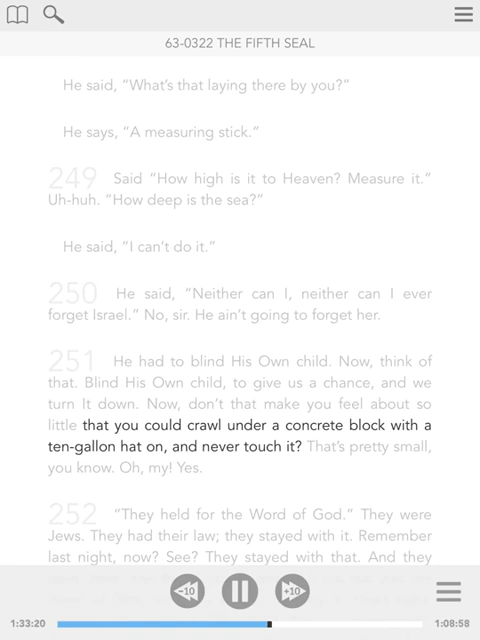 63-0322 THE FIFTH SEAL
He said, “What’s that laying there by you?”
He says, “A measuring stick.”
249 Said “How high is it to Heaven? Measure it.”
Uh-huh. “How deep is the sea?”
He said, “I can’t do it.”
250 He said, “Neither can I, neither can I ever
forget Israel.” No, sir. He ain’t going to forget her.
251 He had to blind His Own child. Now, think of
that. Blind His Own child, to give us a chance, and we
turn It down. Now, don’t that make you feel about so
little that you could crawl under a concrete block with a
ten-gallon hat on, and never touch it? That’s pretty small,
you know. Oh, my! Yes.
252 “They held for the Word of God.” They were
Jews. They had their law; they stayed with it. Remember
last night, now? See? They stayed with that. And they
-10
+10
1:33:20
1:08:58